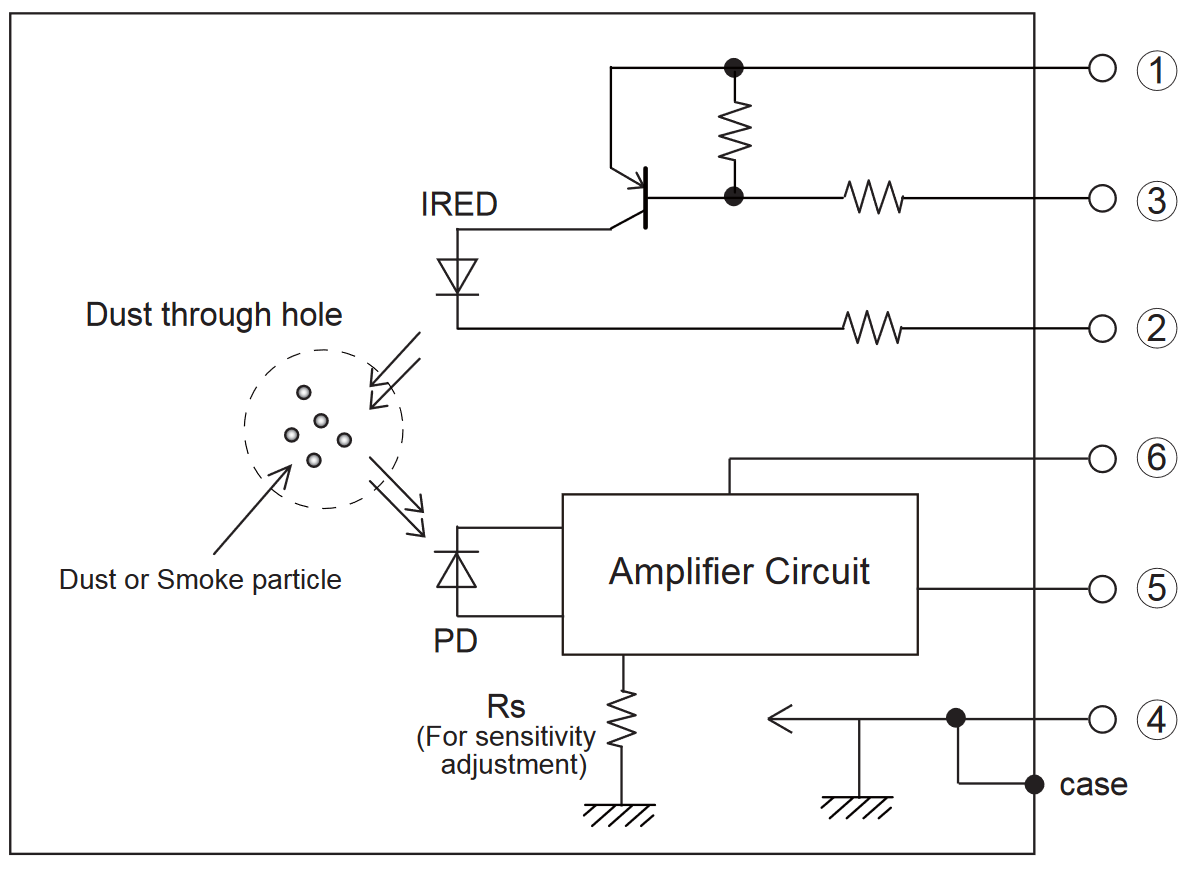 ①
③
IRED
②
Dust through hole
⑥
Amplifier Circuit
Dust or Smoke particle
⑤
PD
Rs
(For sensitivity
adjustment)
④
case